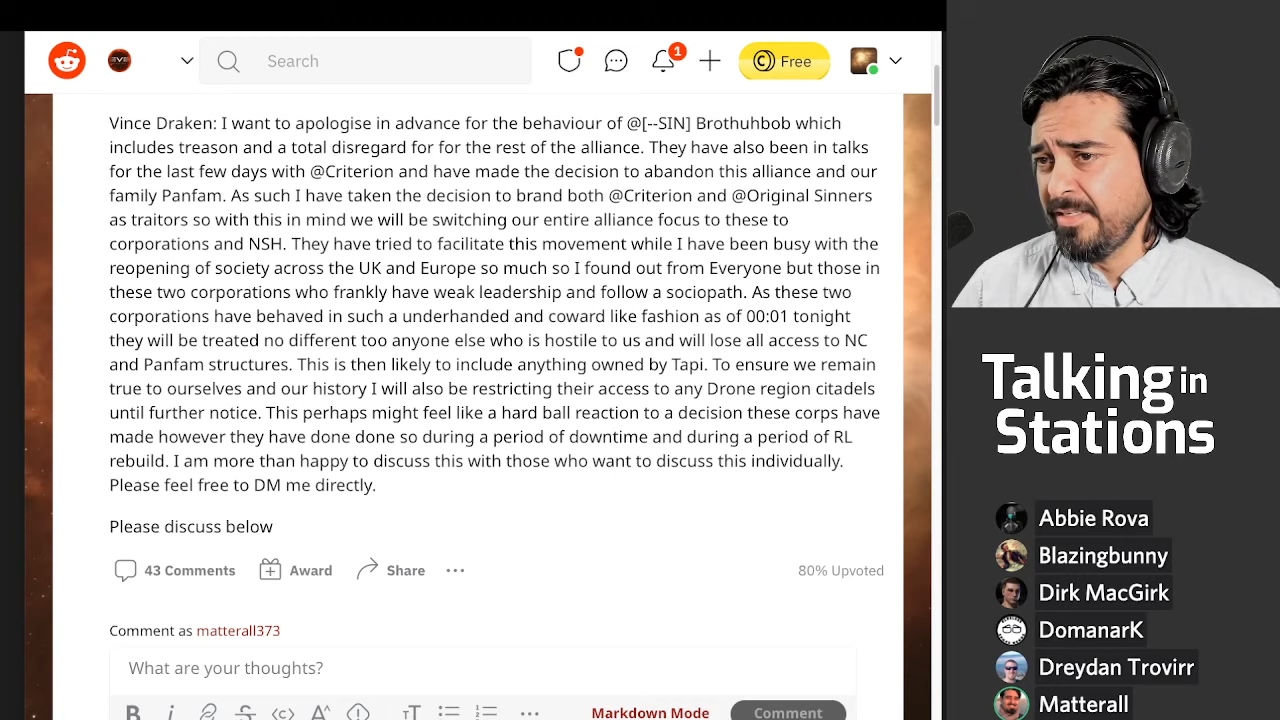 EVE
Search
1
Free
Vince Draken: I want to apologise in advance for the behaviour of @[--SIN] Brothuhbob which
includes treason and a total disregard for for the rest of the alliance. They have also been in talks
for the last few days with @Criterion and have made the decision to abandon this alliance and our
family Panfam. As such I have taken the decision to brand both @Criterion and @Original Sinners
as traitors so with this in mind we will be switching our entire alliance focus to these to
corporations and NSH. They have tried to facilitate this movement while I have been busy with the
reopening of society across the UK and Europe so much so I found out from Everyone but those in
these two corporations who frankly have weak leadership and follow a sociopath. As these two
corporations have behaved in such a underhanded and coward like fashion as of 00:01 tonight
they will be treated no different too anyone else who is hostile to us and will lose all access to NC
and Panfam structures. This is then likely to include anything owned by Tapi. To ensure we remain
true to ourselves and our history I will also be restricting their access to any Drone region citadels
until further notice. This perhaps might feel like a hard ball reaction to a decision these corps have
made however they have done done so during a period of downtime and during a period of RL
rebuild. I am more than happy to discuss this with those who want to discuss this individually.
Please feel free to DM me directly.
Please discuss below
43 Comments Award Share 80% Upvoted
Comment as matterall373
What are your thoughts?
Markdown Mode Comment
Talking in
Stations
Abbie Rova
Blazingbunny
Dirk MacGirk
DomanarK
Dreydan Trovirr
Matterall